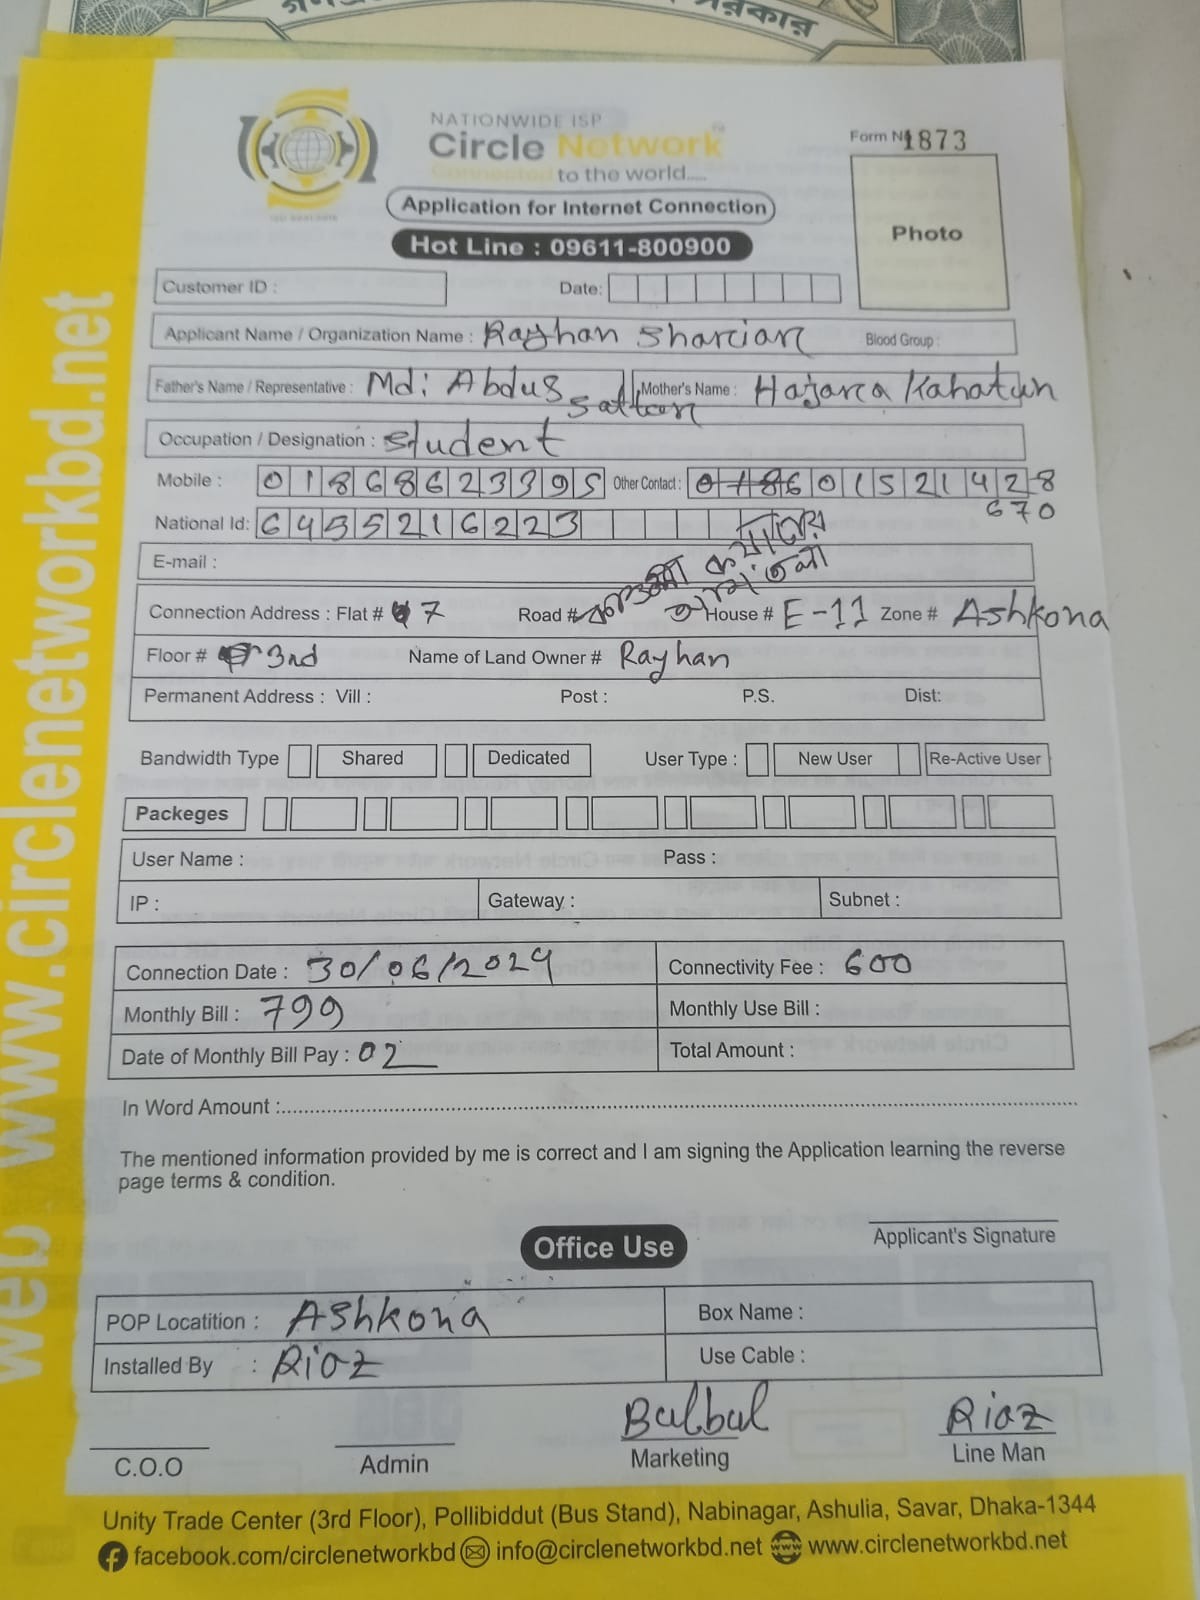 সরকার
NATIONWIDE ISP
Circle Network™
Connected to the world.....
Form No 1873
Photo
Application for Internet Connection
Hot Line : 09611-800900
Customer ID :
Date:
Applicant Name / Organization Name : Rayhan Sharciar
Blood Group :
Father's Name / Representative : Md: Abdus Sattar
Mother's Name : Hajara Kahatun
Occupation / Designation : Student
Mobile : 01868623395 Other Contact : 018601521428
670
National Id: 6455216223
E-mail :
Connection Address : Flat # 7 Road # House # E-11 Zone # Ashkona
Floor # 3nd Name of Land Owner # Rayhan
Permanent Address : Vill : Post : P.S. Dist:
Bandwidth Type Shared Dedicated User Type : New User Re-Active User
Packeges
User Name : Pass :
IP : Gateway : Subnet :
Connection Date : 30/06/2024 Connectivity Fee : 600
Monthly Bill : 799 Monthly Use Bill :
Date of Monthly Bill Pay : 02 Total Amount :
In Word Amount :
The mentioned information provided by me is correct and I am signing the Application learning the reverse
page terms & condition.
Applicant's Signature
Office Use
POP Locatition : Ashkona Box Name :
Installed By : Riaz Use Cable :
Bulbul Riaz
C.O.O Admin Marketing Line Man
Unity Trade Center (3rd Floor), Pollibiddut (Bus Stand), Nabinagar, Ashulia, Savar, Dhaka-1344
facebook.com/circlenetworkbd info@circlenetworkbd.net www.circlenetworkbd.net
web www.circlenetworkbd.net